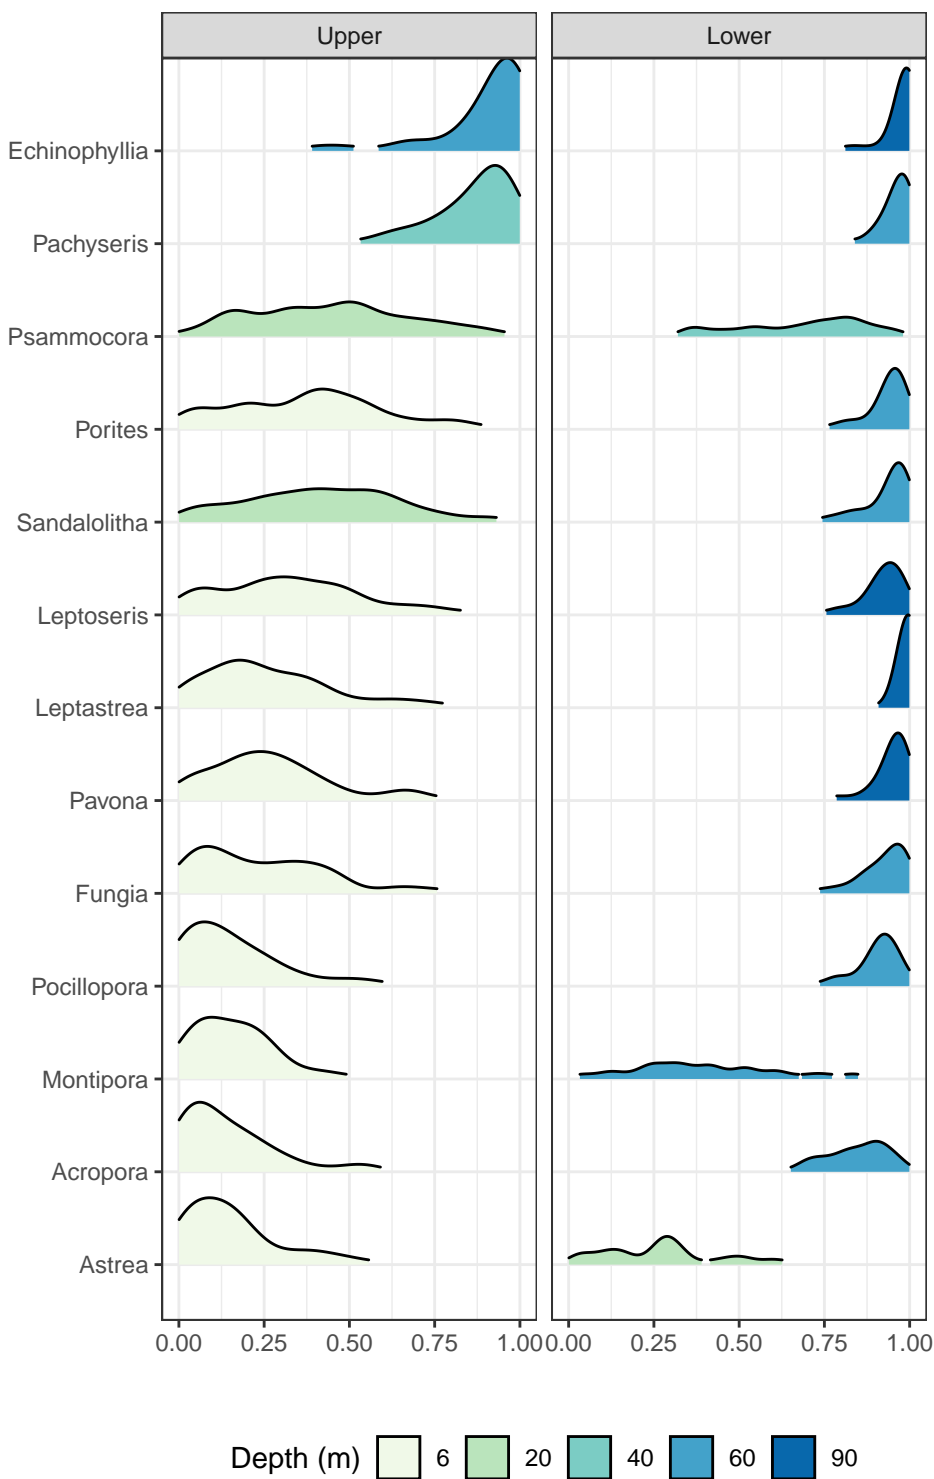 Upper Lower
Echinophyllia
Pachyseris
Psammocora
Porites
Sandalolitha
Leptoseris
Leptastrea
Pavona
Fungia
Pocillopora
Montipora
Acropora
Astrea
0.00 0.25 0.50 0.75 1.00 0.00 0.25 0.50 0.75 1.00
Depth (m) 6 20 40 60 90